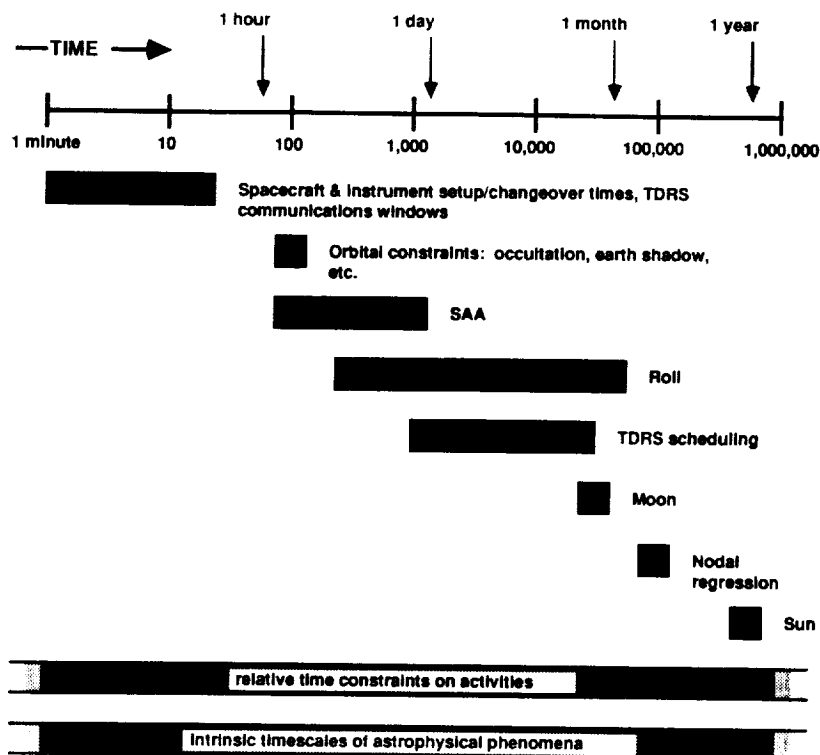 1 hour 1 day 1 month 1 year
TIME
1 minute 10 100 1,000 10,000 100,000 1,000,000
Spacecraft & Instrument setup/changeover times, TDRS
communications windows
Orbital constraints: occultation, earth shadow,
etc.
SAA
Roll
TDRS scheduling
Moon
Nodal
regression
Sun
relative time constraints on activities
Intrinsic timescales of astrophysical phenomena